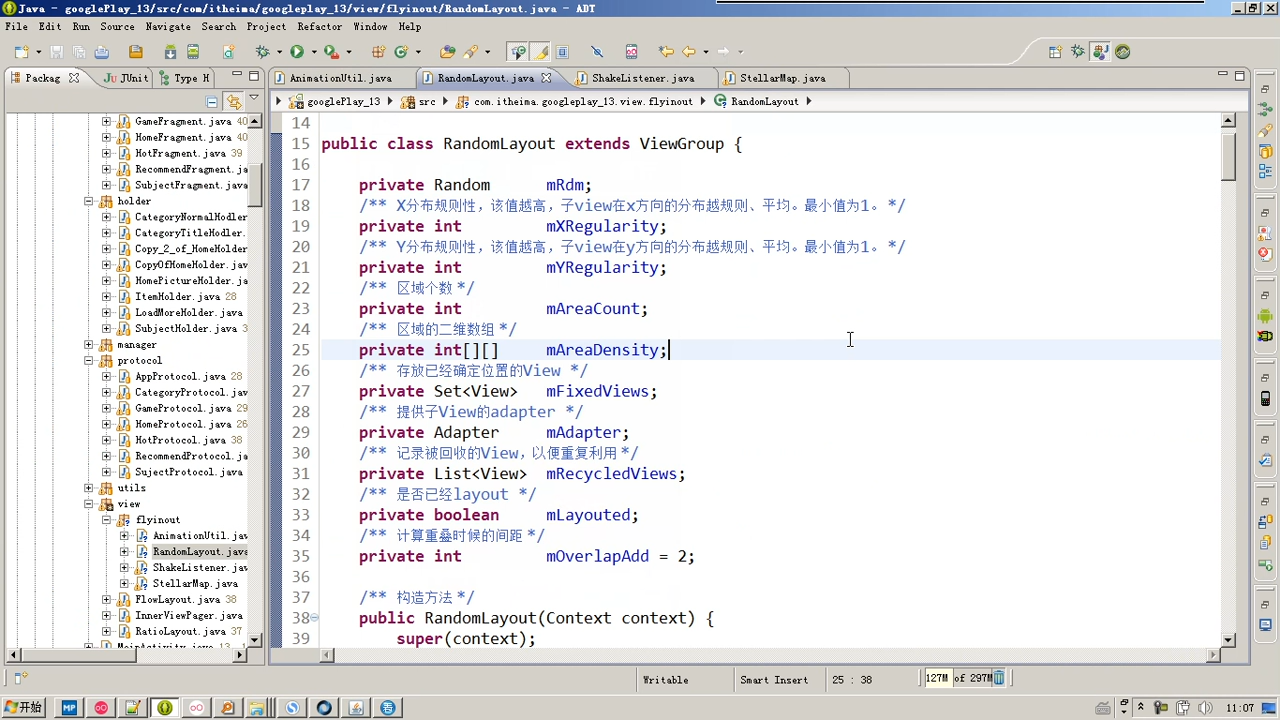 Java - googlePlay_13/src/com/itheima/googleplay_13/view/flyinout/RandomLayout.java - ADT
File Edit Run Source Navigate Search Project Refactor Window Help
Packag JUnit Type H
AnimationUtil.java RandomLayout.java ShakeListener.java StellarMap.java
googlePlay_13 src com.itheima.googleplay_13.view.flyinout RandomLayout
GameFragment.java 40
HomeFragment.java 40
HotFragment.java 39
RecommendFragment.ja
SubjectFragment.java
holder
CategoryNormalHodler
CategoryTitleHodler.
Copy_2_of_HomeHolder
CopyOfHomeHolder.jav
HomePictureHolder.ja
ItemHolder.java 28
LoadMoreHolder.java
SubjectHolder.java 3
manager
protocol
AppProtocol.java 28
CategoryProtocol.jav
GameProtocol.java 29
HomeProtocol.java 26
HotProtocol.java 38
RecommendProtocol.ja
SujectProtocol.java
utils
view
flyinout
AnimationUtil.jav
RandomLayout.java
ShakeListener.jav
StellarMap.java
FlowLayout.java 38
InnerViewPager.java
RatioLayout.java 37
14
15 public class RandomLayout extends ViewGroup {
16
17 private Random mRdm;
18 /** X分布规则性，该值越高，子view在x方向的分布越规则、平均。最小值为1。 */
19 private int mXRegularity;
20 /** Y分布规则性，该值越高，子view在y方向的分布越规则、平均。最小值为1。 */
21 private int mYRegularity;
22 /** 区域个数 */
23 private int mAreaCount;
24 /** 区域的二维数组 */
25 private int[][] mAreaDensity;
26 /** 存放已经确定位置的View */
27 private Set<View> mFixedViews;
28 /** 提供子View的adapter */
29 private Adapter mAdapter;
30 /** 记录被回收的View，以便重复利用 */
31 private List<View> mRecycledViews;
32 /** 是否已经layout */
33 private boolean mLayouted;
34 /** 计算重叠时候的间距 */
35 private int mOverlapAdd = 2;
36
37 /** 构造方法 */
38 public RandomLayout(Context context) {
39 super(context);
Writable Smart Insert 25 : 38 127M of 297M
开始 11:07